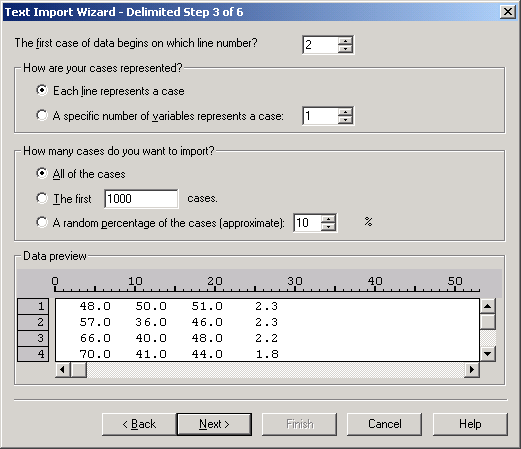 Text Import Wizard - Delimited Step 3 of 6
The first case of data begins on which line number? 2
How are your cases represented?
Each line represents a case
A specific number of variables represents a case: 1
How many cases do you want to import?
All of the cases
The first 1000 cases.
A random percentage of the cases (approximate): 10 %
Data preview
0 10 20 30 40 50
1 48.0 50.0 51.0 2.3
2 57.0 36.0 46.0 2.3
3 66.0 40.0 48.0 2.2
4 70.0 41.0 44.0 1.8
< Back Next > Finish Cancel Help